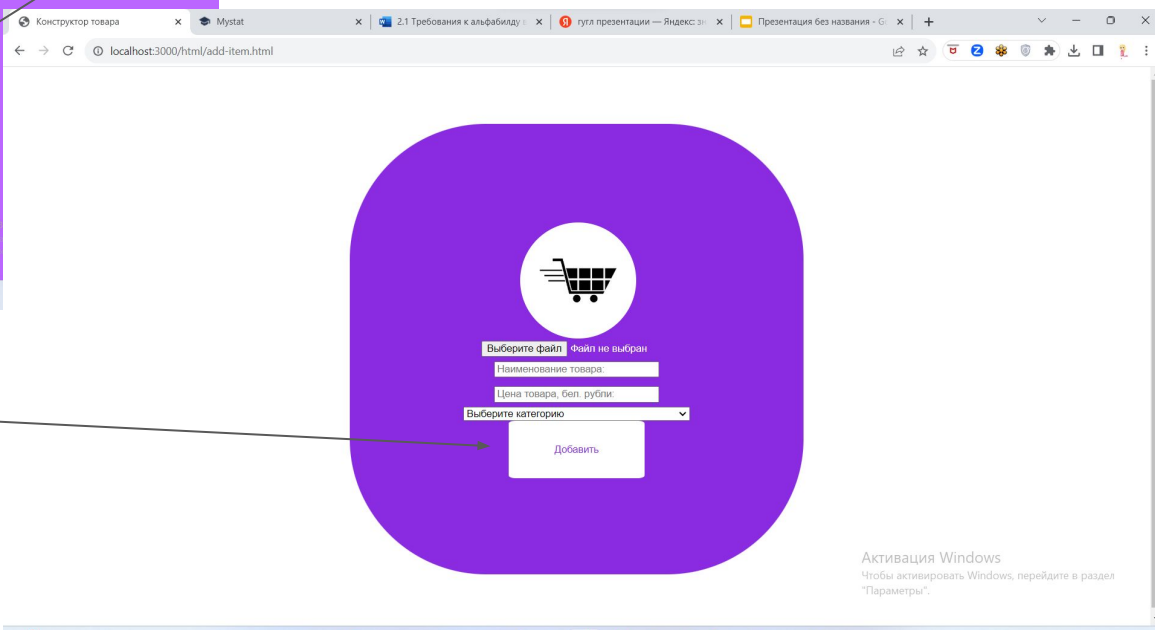 Конструктор товара
Mystat
2.1 Требования к альфабилду
гугл презентации — Яндекс:
Презентация без названия - G
localhost:3000/html/add-item.html
Выберите файл Файл не выбран
Наименование товара:
Цена товара, бел. рубли:
Выберите категорию
Добавить
Активация Windows
Чтобы активировать Windows, перейдите в раздел
"Параметры".